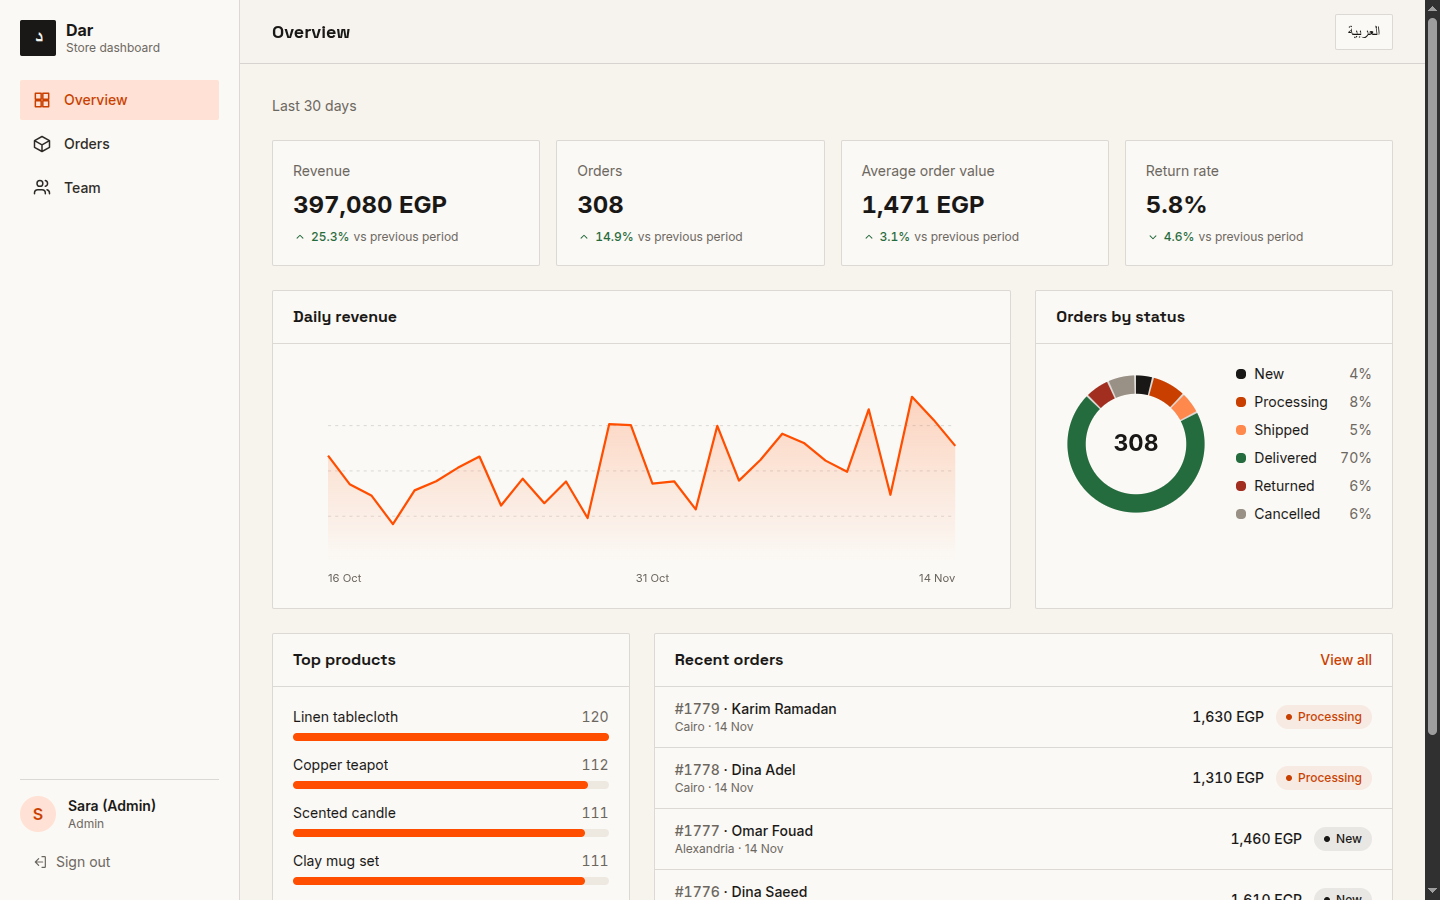 د
Dar
Store dashboard
Overview
Orders
Team
Sara (Admin)
S
Admin
Sign out
Overview
العربية
Last 30 days
Revenue
397,080 EGP
25.3% vs previous period
Orders
308
14.9% vs previous period
Average order value
1,471 EGP
3.1% vs previous period
Return rate
5.8%
4.6% vs previous period
Daily revenue
16 Oct
31 Oct
14 Nov
Orders by status
308
New 4%
Processing 8%
Shipped 5%
Delivered 70%
Returned 6%
Cancelled 6%
Top products
Linen tablecloth 120
Copper teapot 112
Scented candle 111
Clay mug set 111
Recent orders
View all
#1779 · Karim Ramadan
Cairo · 14 Nov
1,630 EGP
Processing
#1778 · Dina Adel
Cairo · 14 Nov
1,310 EGP
Processing
#1777 · Omar Fouad
Alexandria · 14 Nov
1,460 EGP
New
#1776 · Dina Saeed
1,610 EGP
New